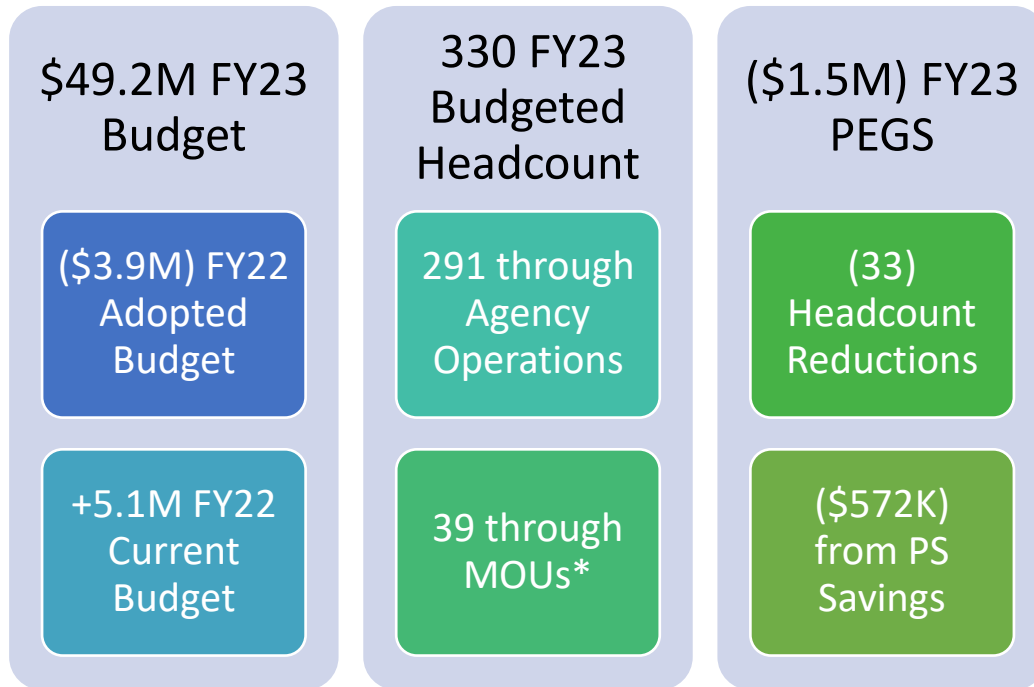 $49.2M FY23
Budget
($3.9M) FY22
Adopted
Budget
+5.1M FY22
Current
Budget
330 FY23
Budgeted
Headcount
291 through
Agency
Operations
39 through
MOUs*
($1.5M) FY23
PEGS
(33)
Headcount
Reductions
($572K)
from PS
Savings